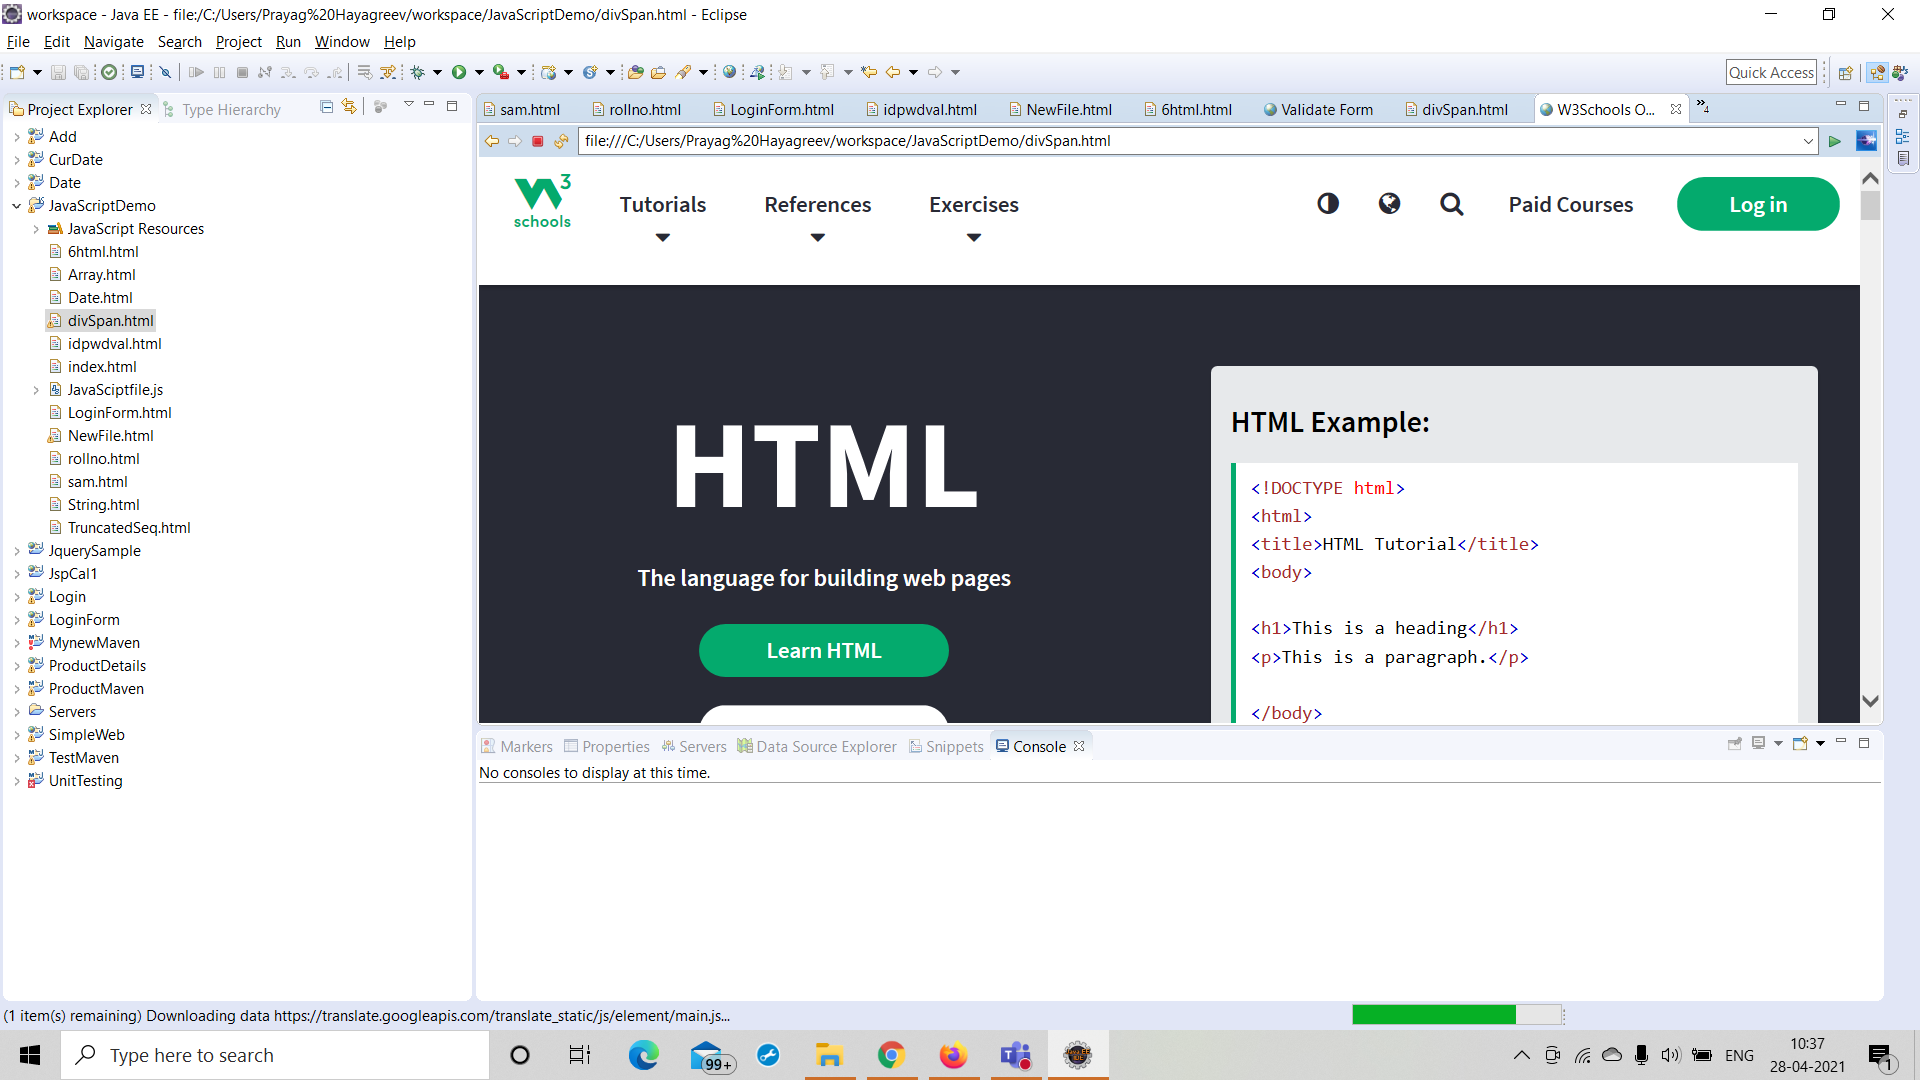 workspace - Java EE - file:/C:/Users/Prayag%20Hayagreev/workspace/JavaScriptDemo/divSpan.html - Eclipse
File Edit Navigate Search Project Run Window Help
Quick Access
Project Explorer Type Hierarchy
sam.html rollno.html LoginForm.html idpwdval.html NewFile.html 6html.html Validate Form divSpan.html W3Schools O... »4
file:///C:/Users/Prayag%20Hayagreev/workspace/JavaScriptDemo/divSpan.html
Add
CurDate
Date
JavaScriptDemo
JavaScript Resources
6html.html
Array.html
Date.html
divSpan.html
idpwdval.html
index.html
JavaSciptfile.js
LoginForm.html
NewFile.html
rollno.html
sam.html
String.html
TruncatedSeq.html
JquerySample
JspCal1
Login
LoginForm
MynewMaven
ProductDetails
ProductMaven
Servers
SimpleWeb
TestMaven
UnitTesting
W3 schools
Tutorials References Exercises Paid Courses Log in
HTML
The language for building web pages
Learn HTML
HTML Example:
<!DOCTYPE html>
<html>
<title>HTML Tutorial</title>
<body>
<h1>This is a heading</h1>
<p>This is a paragraph.</p>
</body>
Markers Properties Servers Data Source Explorer Snippets Console
No consoles to display at this time.
(1 item(s) remaining) Downloading data https://translate.googleapis.com/translate_static/js/element/main.js...
Type here to search
99+
ENG
10:37
28-04-2021
1